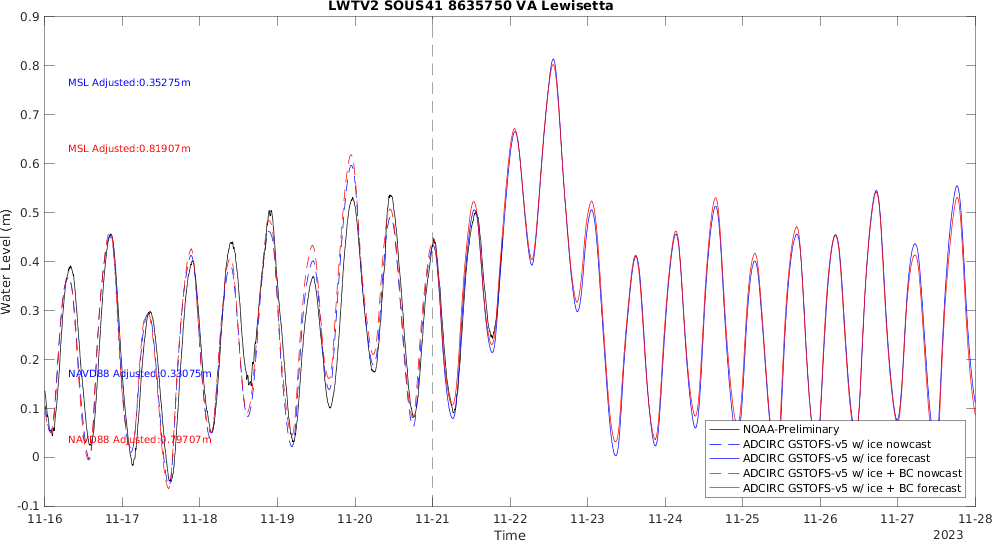 LWTV2 SOUS41 8635750 VA Lewisetta
Water Level (m)
0.9
0.8
0.7
0.6
0.5
0.4
0.3
0.2
0.1
0
-0.1
MSL Adjusted:0.35275m
MSL Adjusted:0.81907m
NAVD88 Adjusted:0.33075m
NAVD88 Adjusted:0.79707m
NOAA-Preliminary
ADCIRC GSTOFS-v5 w/ ice nowcast
ADCIRC GSTOFS-v5 w/ ice forecast
ADCIRC GSTOFS-v5 w/ ice + BC nowcast
ADCIRC GSTOFS-v5 w/ ice + BC forecast
11-16 11-17 11-18 11-19 11-20 11-21 11-22 11-23 11-24 11-25 11-26 11-27 11-28
Time
2023